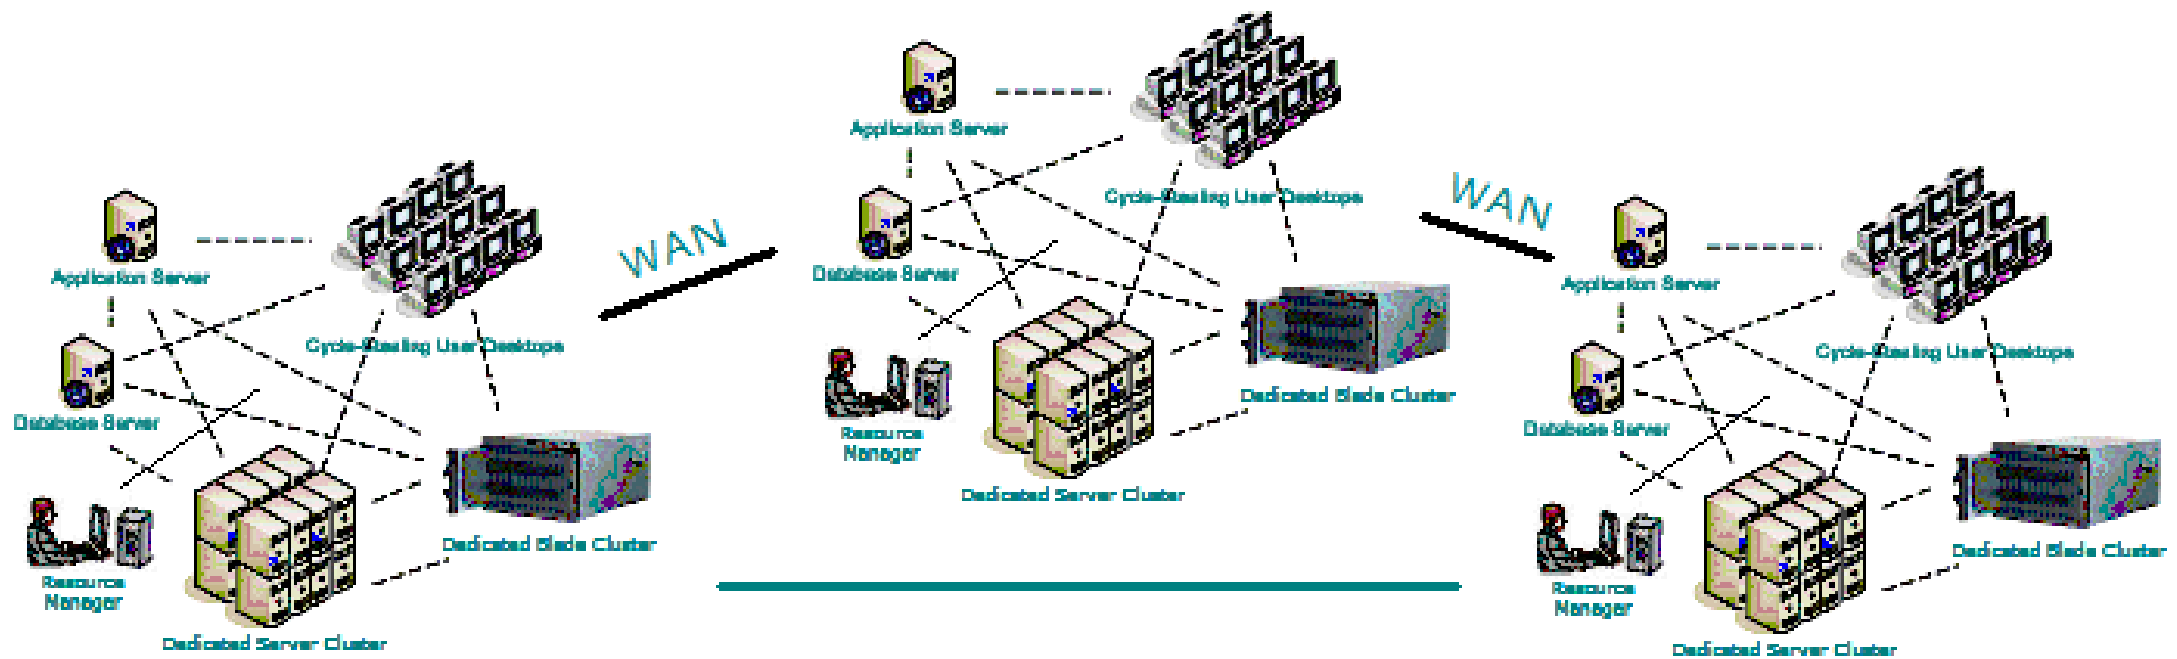 Application Server
Cycle-Stealing User Desktops
Database Server
Resource
Manager
Dedicated Blade Cluster
Dedicated Server Cluster
WAN
Application Server
Cycle-Stealing User Desktops
Database Server
Dedicated Blade Cluster
Resource
Manager
Dedicated Server Cluster
WAN
Application Server
Cycle-Stealing User Desktops
Database Server
Dedicated Blade Cluster
Resource
Manager
Dedicated Server Cluster